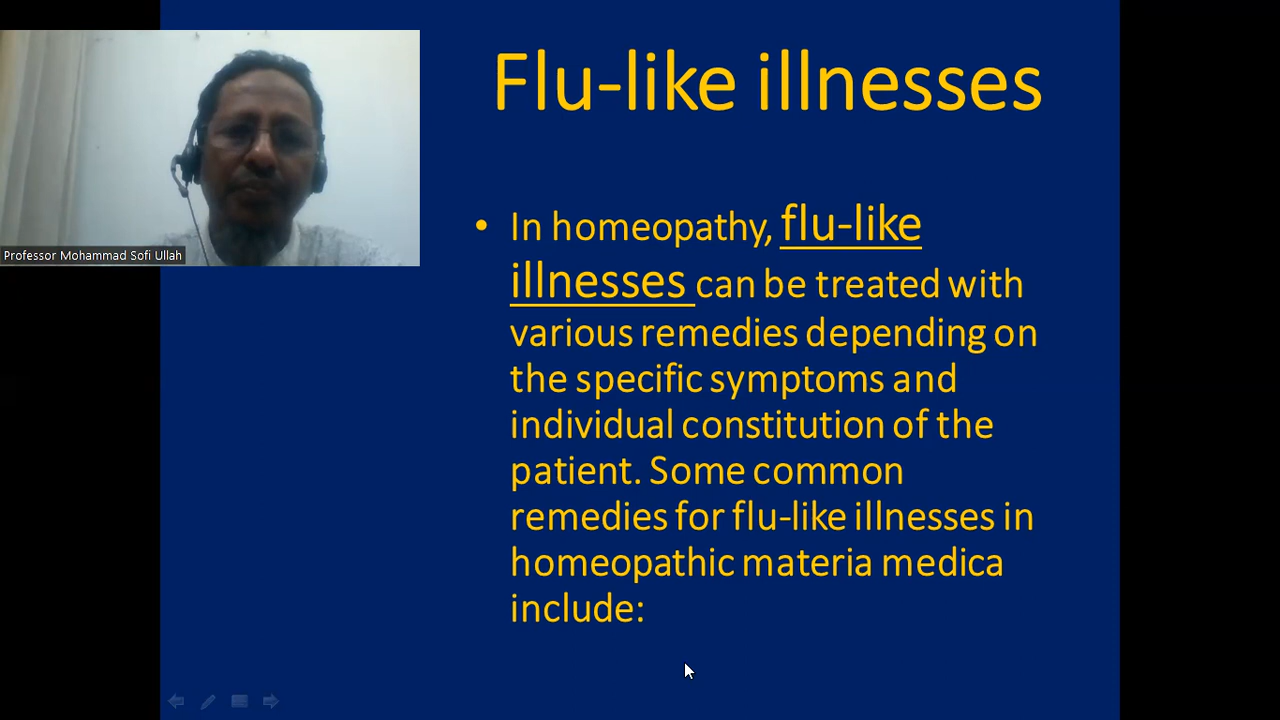 Flu-like illnesses
Professor Mohammad Sofi Ullah
• In homeopathy, flu-like
illnesses can be treated with
various remedies depending on
the specific symptoms and
individual constitution of the
patient. Some common
remedies for flu-like illnesses in
homeopathic materia medica
include: